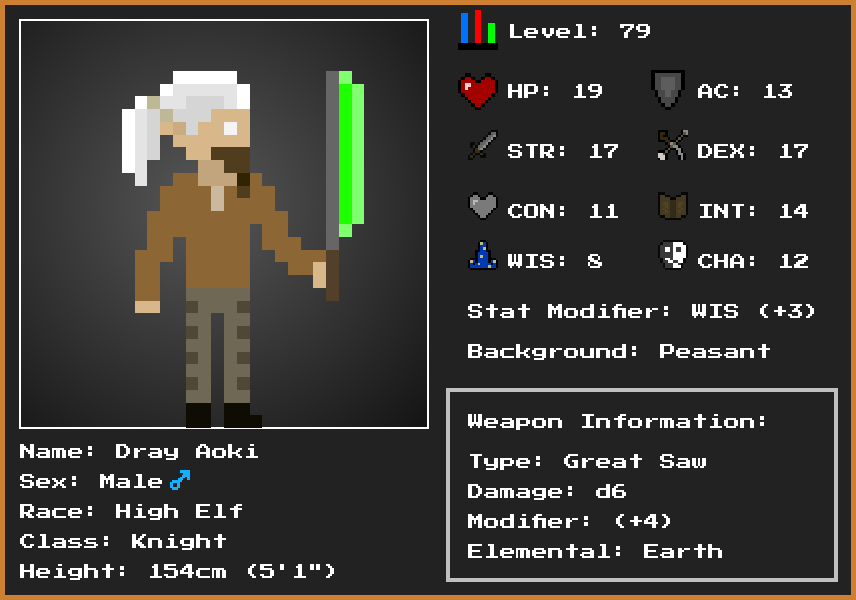 Level: 79
HP: 19
AC: 13
STR: 17
DEX: 17
CON: 11
INT: 14
WIS: 8
CHA: 12
Stat Modifier: WIS (+3)
Background: Peasant
Weapon Information:
Type: Great Saw
Damage: d6
Modifier: (+4)
Elemental: Earth
Name: Dray Aoki
Sex: Male♂
Race: High Elf
Class: Knight
Height: 154cm (5'1")